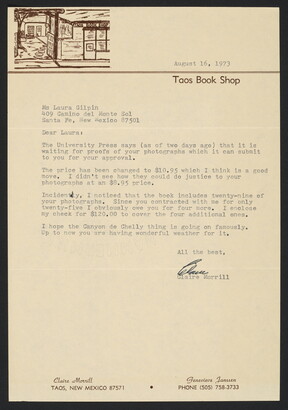 August 16, 1973
Taos Book Shop
Ms Laura Gilpin
409 Camino del Monte Sol
Santa Fe, New Mexico 87501
Dear Laura:
The University Press says (as of two days ago) that it is
waiting for proofs of your photographs which it can submit
to you for your approval.
The price has been changed to $10.95 which I think is a good
move. I didn't see how they could do justice to your
photographs at an $8.95 price.
Incidently, I noticed that the book includes twenty-nine of
your photographs. Since you contracted with me for only
twenty-five I obviously owe you for four more. I enclose
my check for $120.00 to cover the four additional ones.
I hope the Canyon de Chelly thing is going on famously.
Up to now you are having wonderful weather for it.
All the best,
Claire
Claire Morrill
Claire Morrill
TAOS, NEW MEXICO 87571
Genevieve Janssen
PHONE (505) 758-3733